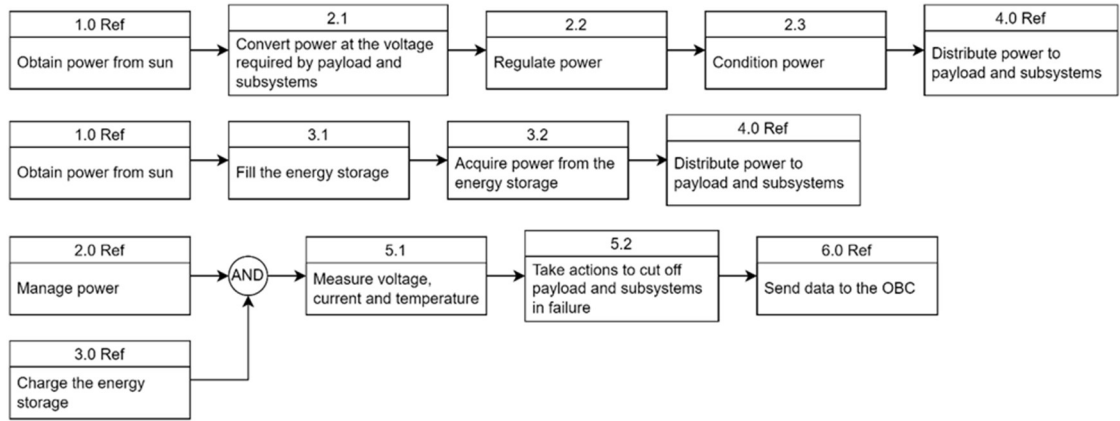 1.0 Ref
Obtain power from sun
2.1
Convert power at the voltage
required by payload and
subsystems
2.2
Regulate power
2.3
Condition power
4.0 Ref
Distribute power to
payload and subsystems
1.0 Ref
Obtain power from sun
3.1
Fill the energy storage
3.2
Acquire power from the
energy storage
4.0 Ref
Distribute power to
payload and subsystems
2.0 Ref
Manage power
AND
5.1
Measure voltage,
current and temperature
5.2
Take actions to cut off
payload and subsystems
in failure
6.0 Ref
Send data to the OBC
3.0 Ref
Charge the energy
storage